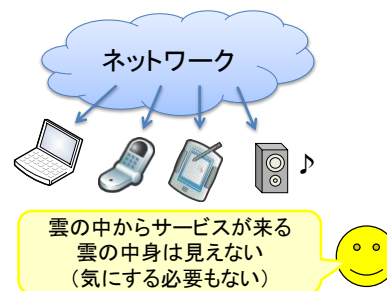 ネットワーク
♪
雲の中からサービスが来る
雲の中身は見えない
(気にする必要もない)